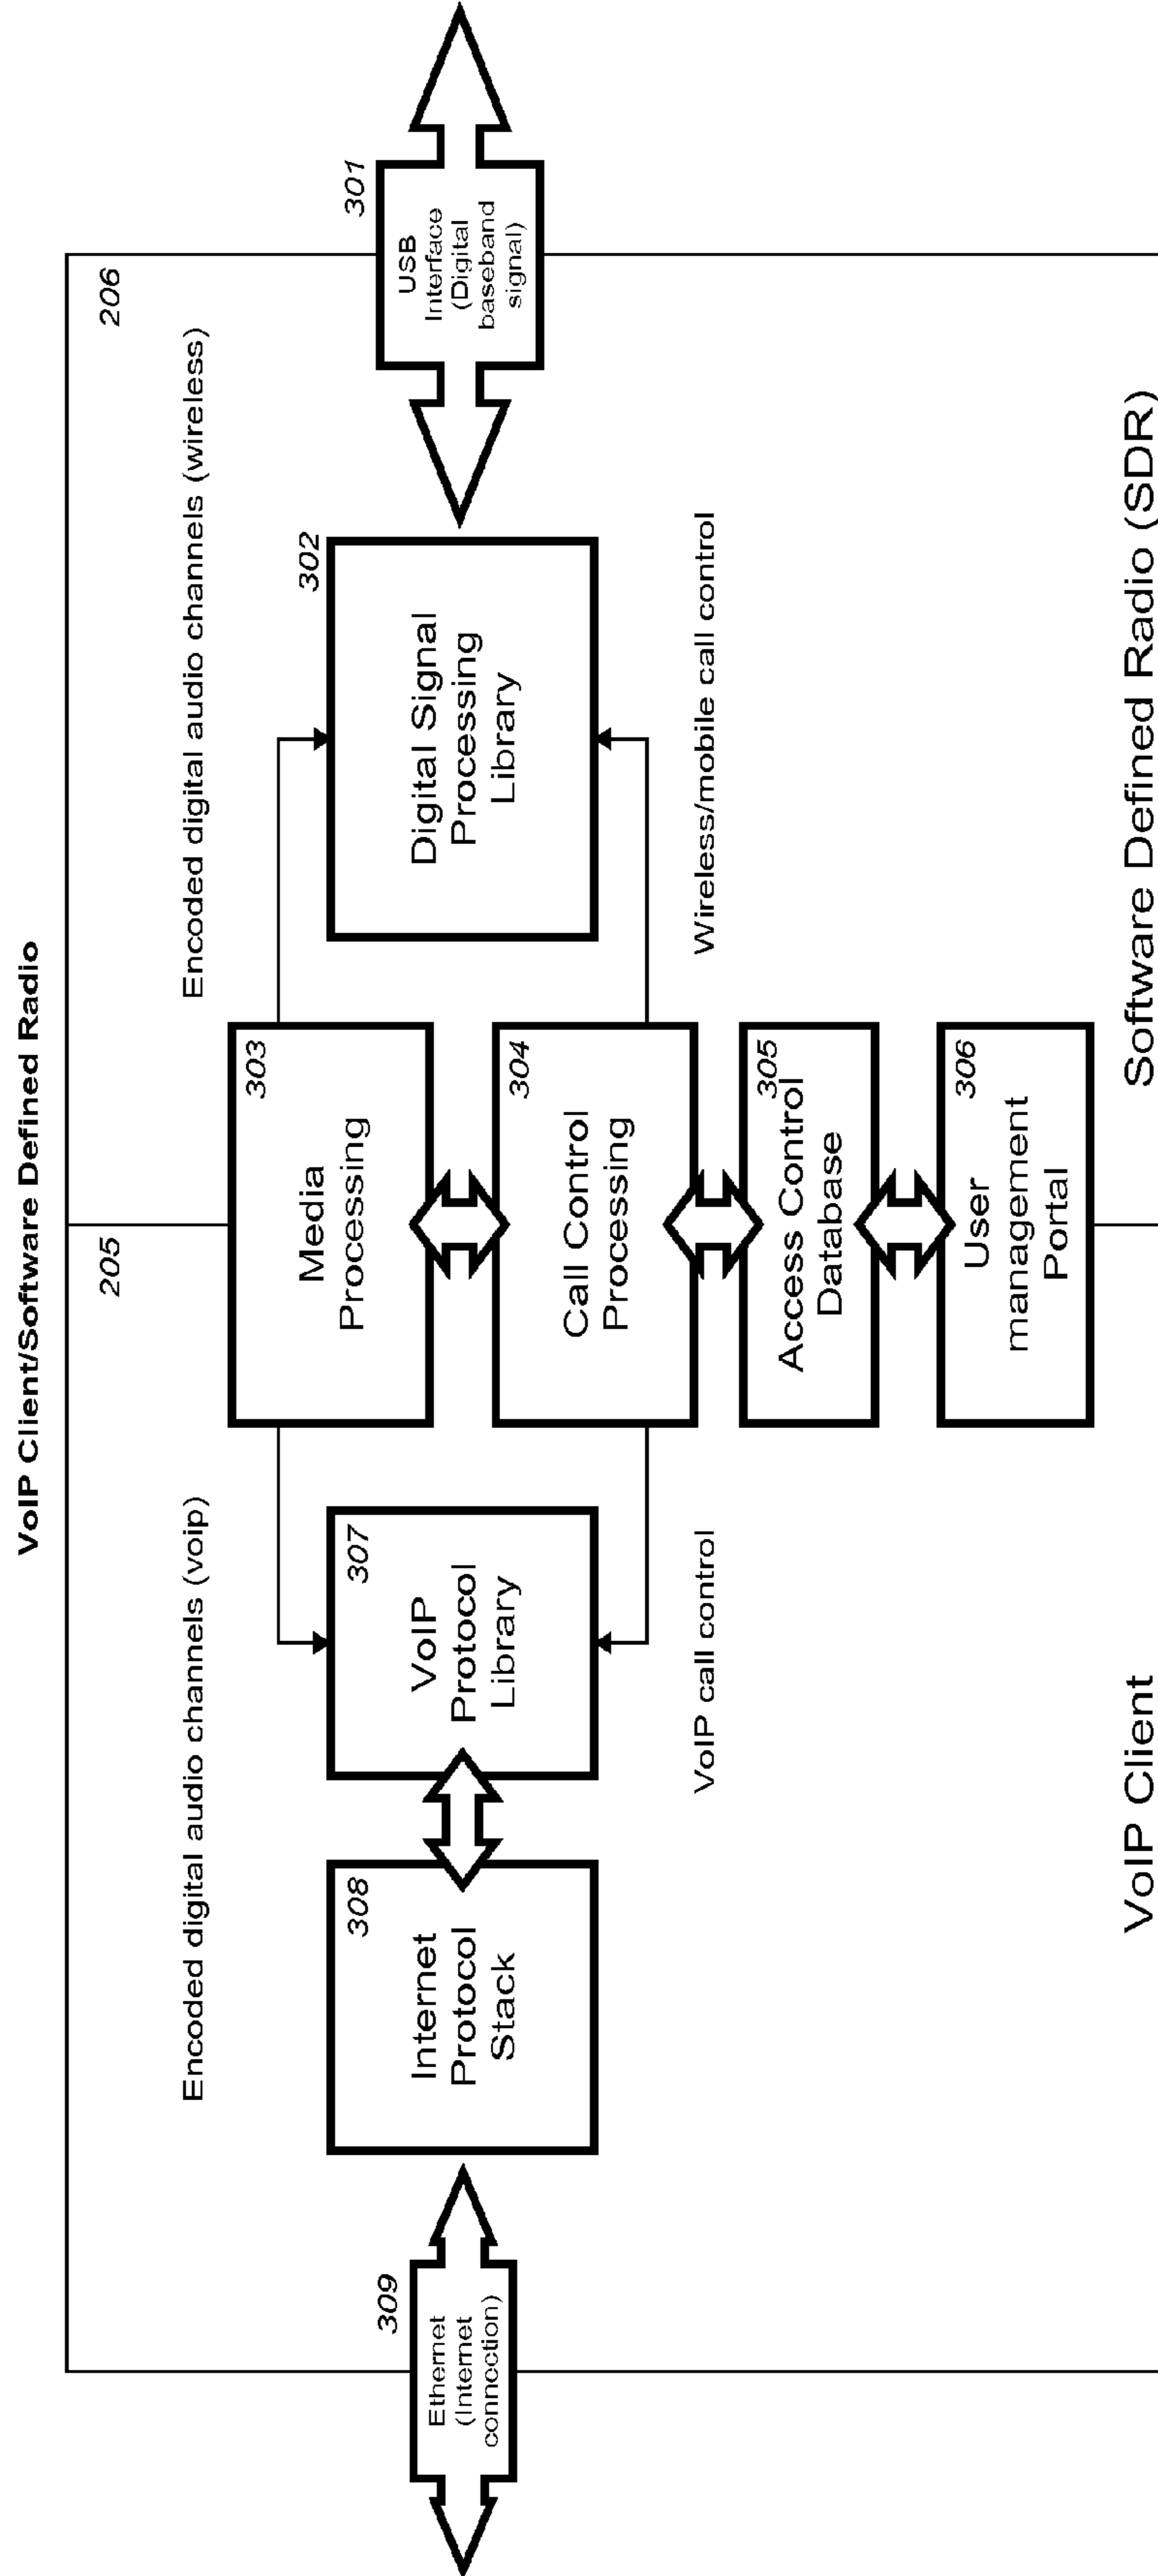 VoIP Client/Software Defined Radio
205
206
Encoded digital audio channels (voip)
Encoded digital audio channels (wireless)
309
Ethernet
(Internet
connection)
308
Internet
Protocol
Stack
307
VoIP
Protocol
Library
303
Media
Processing
304
Call Control
Processing
305
Access Control
Database
306
User
management
Portal
302
Digital Signal
Processing
Library
301
USB
Interface
(Digital
baseband
signal)
VoIP call control
Wireless/mobile call control
VoIP Client
Software Defined Radio (SDR)